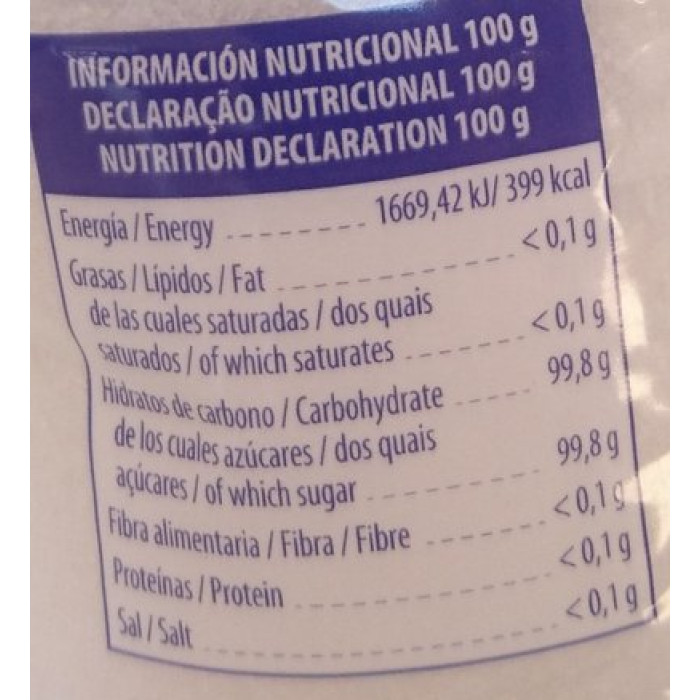 INFORMACIÓN NUTRICIONAL 100 g
DECLARAÇÃO NUTRICIONAL 100 g
NUTRITION DECLARATION 100 g
Energía / Energy -------- 1669,42 kJ/ 399 kcal
Grasas / Lípidos / Fat -------------- <0,1 g
de las cuales saturadas / dos quais
saturados / of which saturates ------- <0,1 g
Hidratos de carbono / Carbohydrate ----- 99,8 g
de los cuales azúcares / dos quais
açúcares / of which sugar ---------- 99,8 g
Fibra alimentaria / Fibra / Fibre ------- <0,1 g
Proteínas / Protein --------------- <0,1 g
Sal / Salt --------------------- <0,1 g